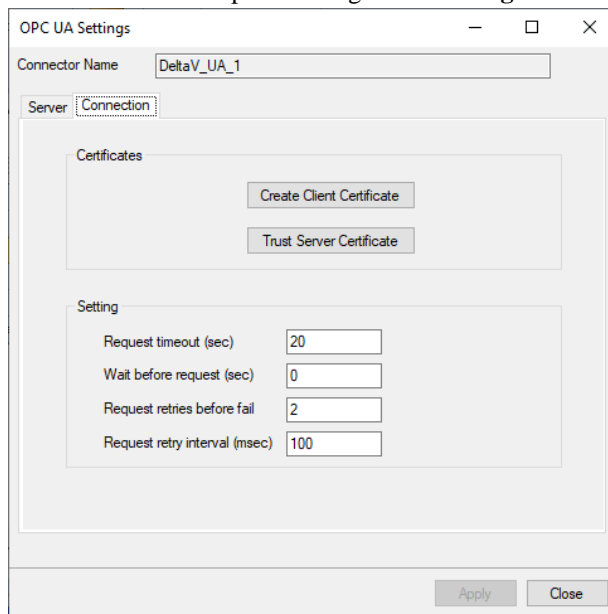 OPC UA Settings
Connector Name DeltaV_UA_1
Server Connection
Certificates
Create Client Certificate
Trust Server Certificate
Setting
Request timeout (sec) 20
Wait before request (sec) 0
Request retries before fail 2
Request retry interval (msec) 100
Apply Close